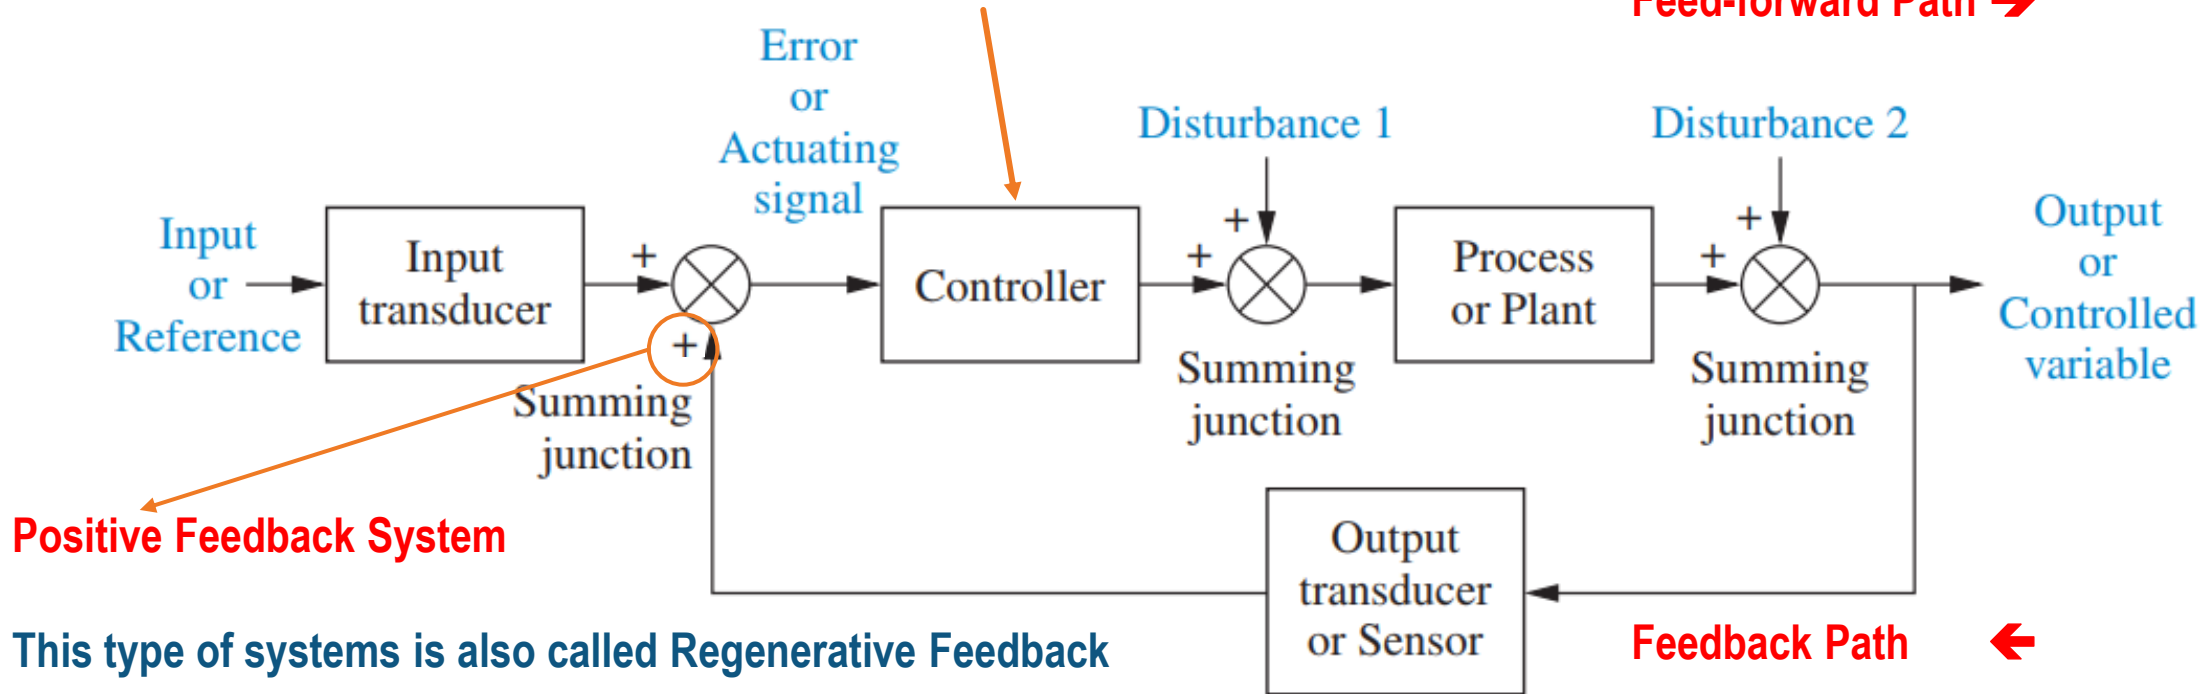 Feed-forward Path →
Error
or
Actuating
signal
Disturbance 1
Disturbance 2
Input
or
Reference
Input
transducer
+
+
Controller
+
+
Process
or Plant
+
+
Output
or
Controlled
variable
Summing
junction
Summing
junction
Summing
junction
Positive Feedback System
Output
transducer
or Sensor
This type of systems is also called Regenerative Feedback
Feedback Path ←